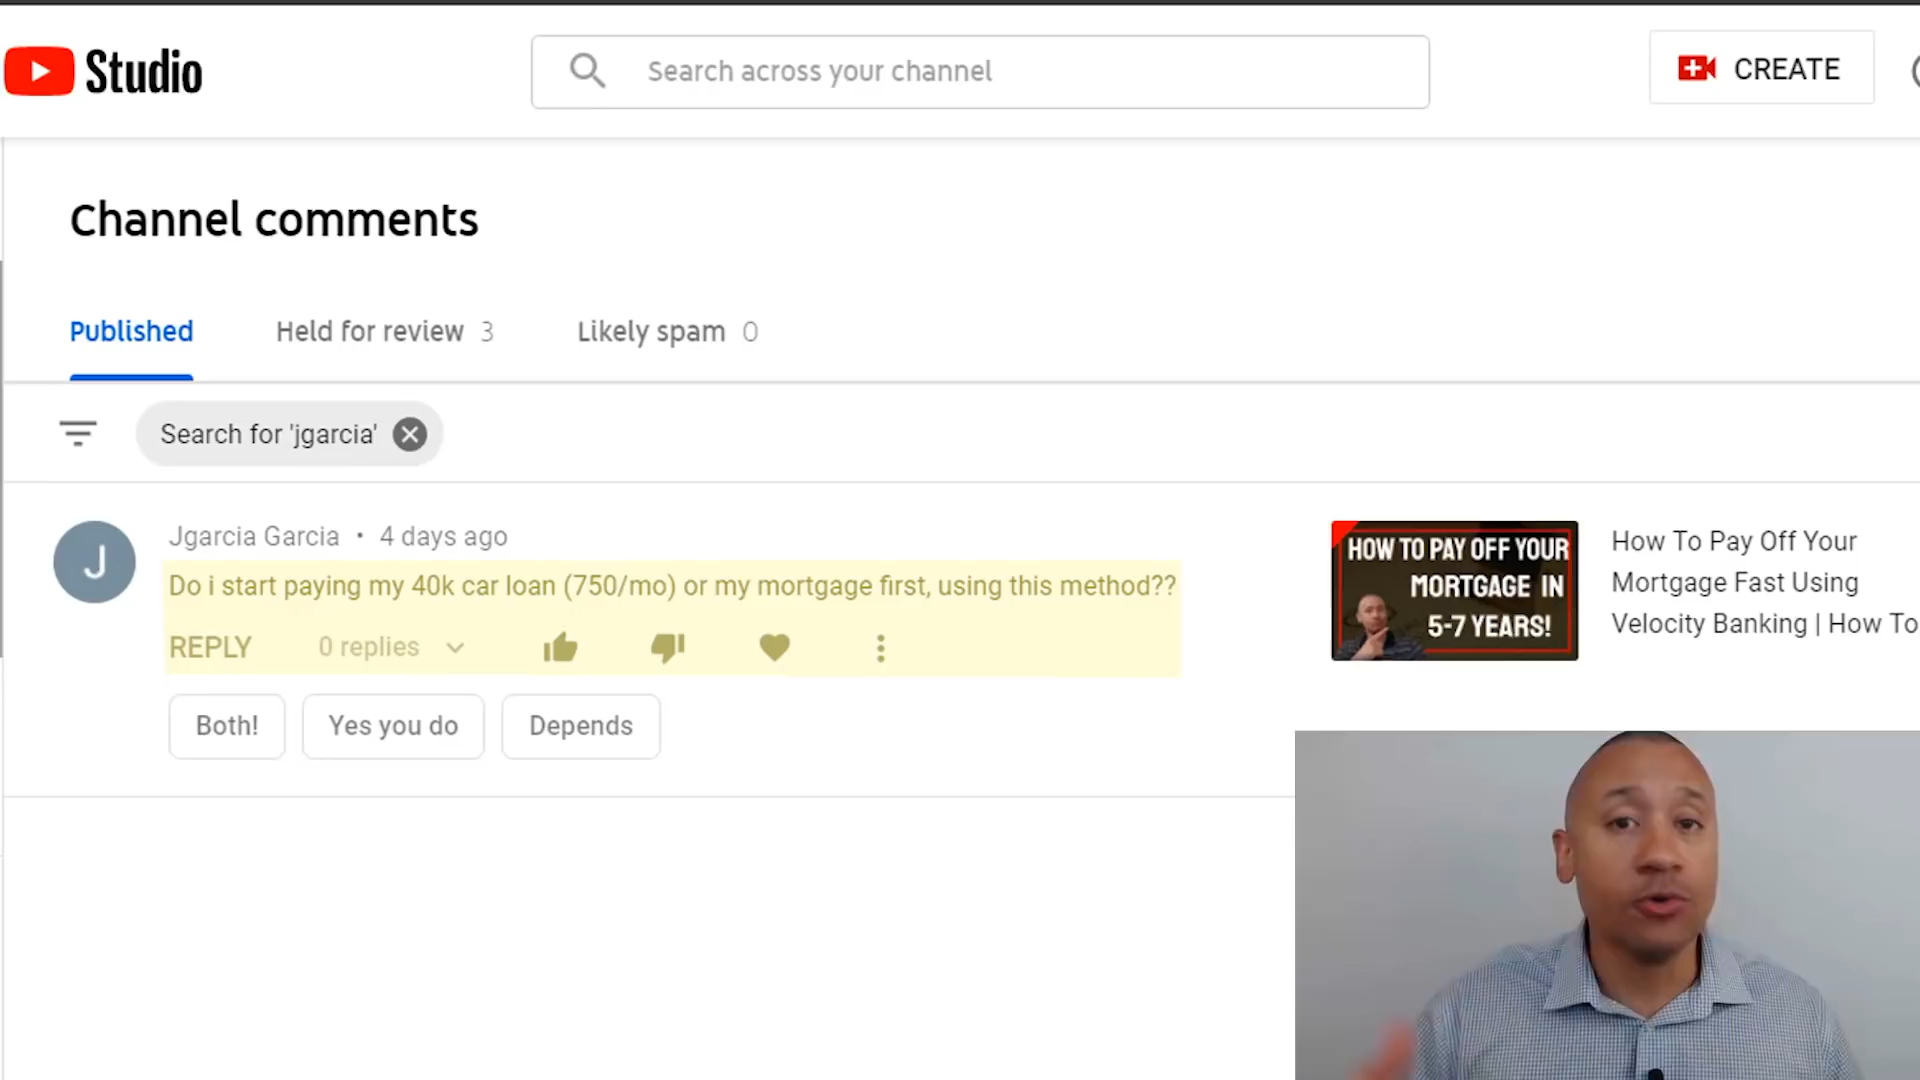 Studio
Search across your channel
CREATE
Channel comments
Published
Held for review 3
Likely spam 0
Search for 'jgarcia'
J
Jgarcia Garcia • 4 days ago
Do i start paying my 40k car loan (750/mo) or my mortgage first, using this method??
REPLY
0 replies
Both!
Yes you do
Depends
HOW TO PAY OFF YOUR
MORTGAGE IN
5-7 YEARS!
How To Pay Off Your
Mortgage Fast Using
Velocity Banking | How To